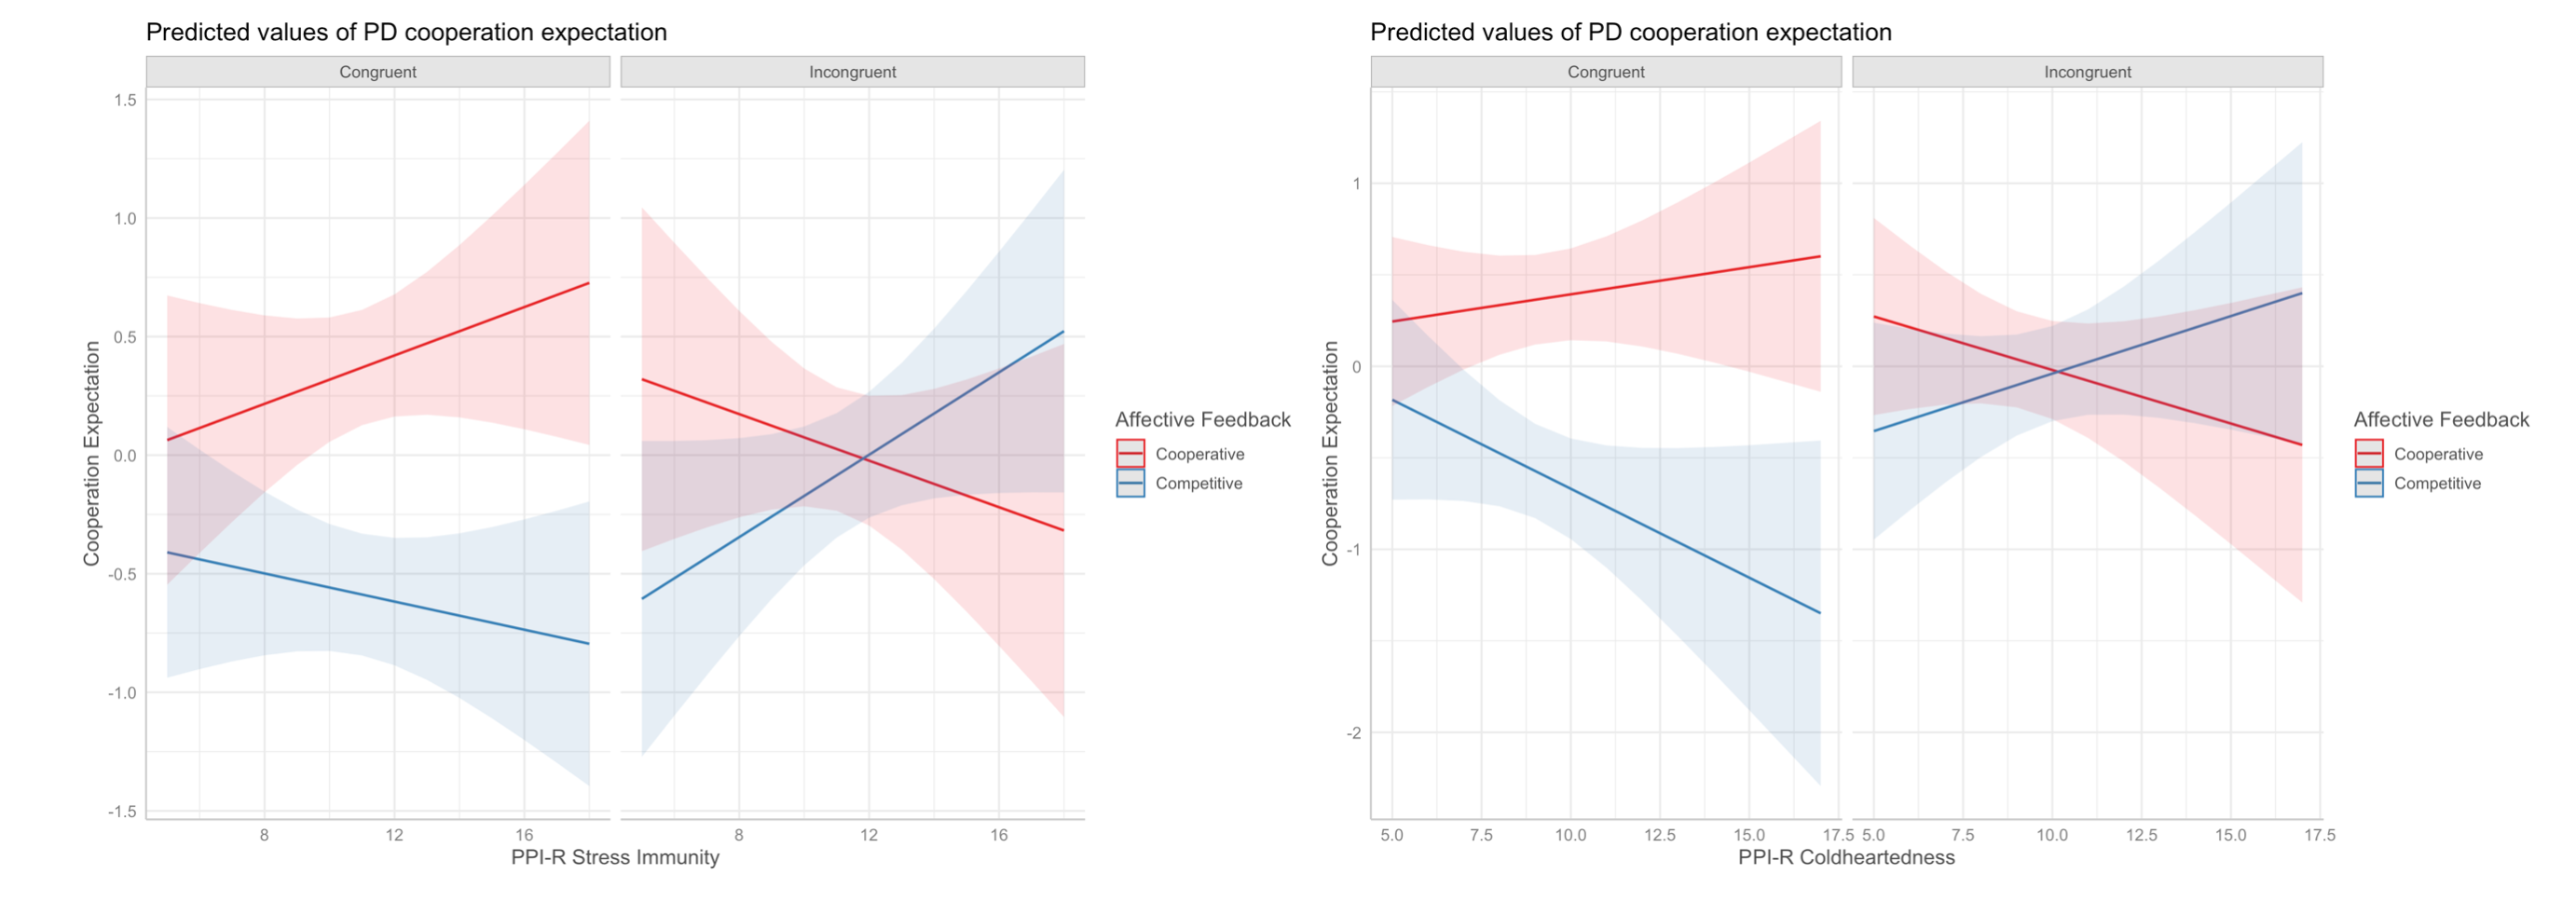 Predicted values of PD cooperation expectation
Congruent
Incongruent
1.5
1.0
0.5
0.0
-0.5
-1.0
-1.5
Cooperation Expectation
8 12 16
8 12 16
PPI-R Stress Immunity
Affective Feedback
Cooperative
Competitive
Predicted values of PD cooperation expectation
Congruent
Incongruent
1
0
-1
-2
Cooperation Expectation
5.0 7.5 10.0 12.5 15.0 17.5
5.0 7.5 10.0 12.5 15.0 17.5
PPI-R Coldheartedness
Affective Feedback
Cooperative
Competitive